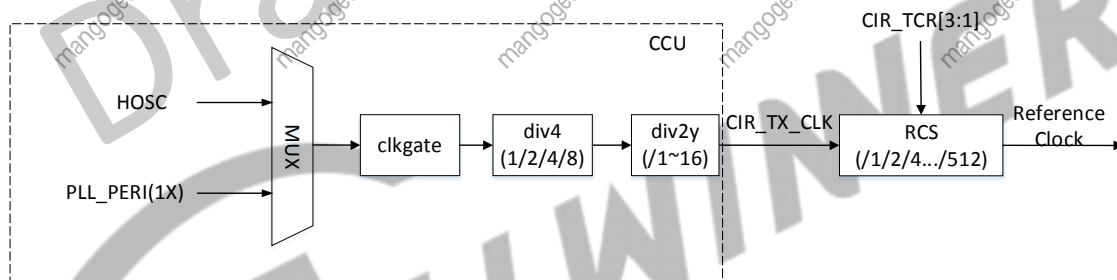 CIR_TCR[3:1]
CCU
HOSC
MUX
PLL_PERI(1X)
clkgate
div4
(1/2/4/8)
div2y
(/1~16)
CIR_TX_CLK
RCS
(/1/2/4.../512)
Reference
Clock